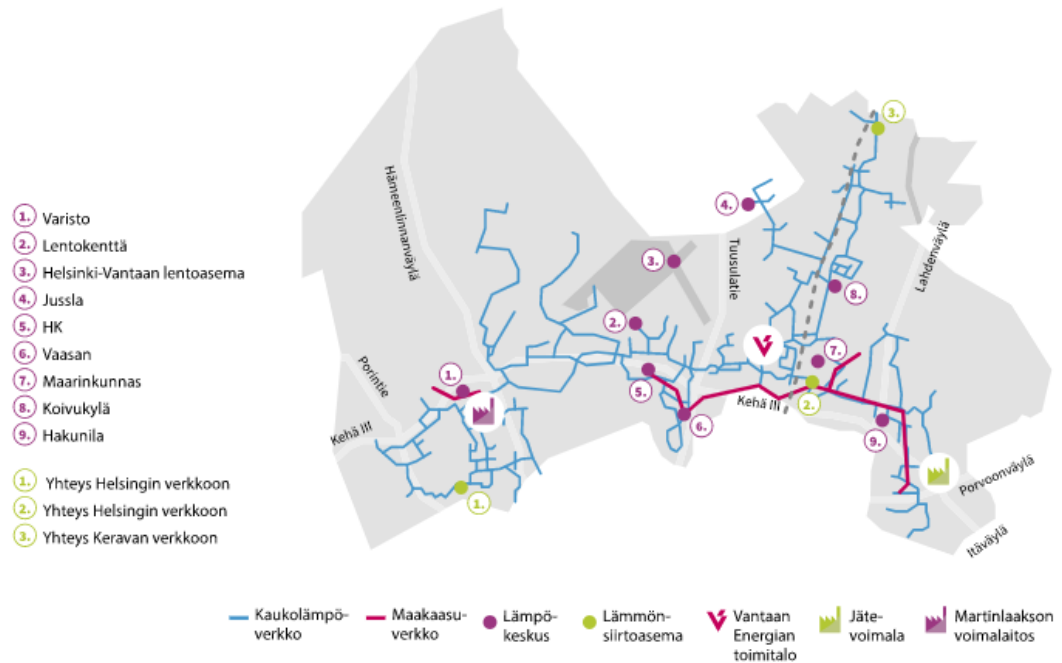 1. Varisto
2. Lentokenttä
3. Helsinki-Vantaan lentoasema
4. Jussla
5. HK
6. Vaasan
7. Maarinkunnas
8. Koivukylä
9. Hakunila
1. Yhteys Helsingin verkkoon
2. Yhteys Helsingin verkkoon
3. Yhteys Keravan verkkoon
3.
Hämeenlinnanväylä
4.
Tuusulatie
Lahdenväylä
3.
8.
2.
7.
Porintie
1.
5.
Kehä III
2.
6.
9.
Kehä III
Porvoonväylä
1.
Itäväylä
Kaukolämpö-
verkko
Maakaasu-
verkko
Lämpö-
keskus
Lämmön-
siirtoasema
Vantaan
Energian
toimitalo
Jäte-
voimala
Martinlaakson
voimalaitos